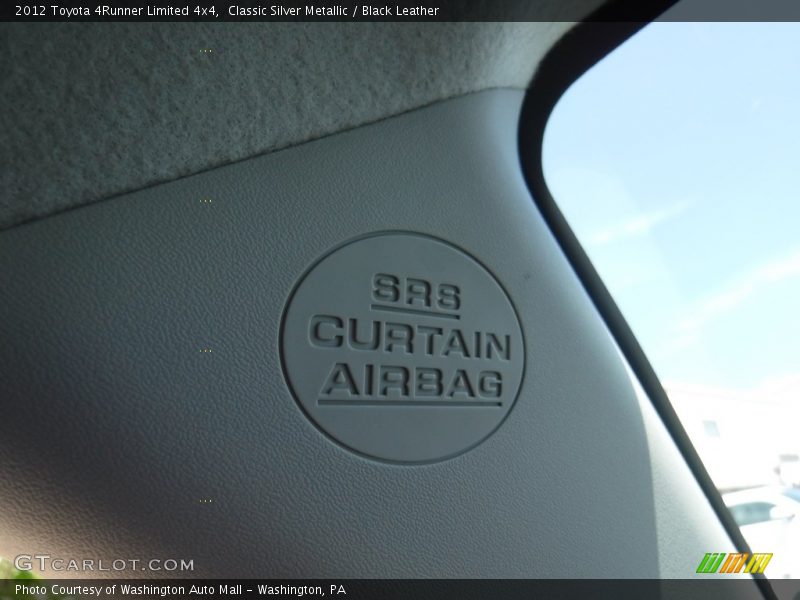 2012 Toyota 4Runner Limited 4x4,  Classic Silver Metallic / Black Leather
SRS
CURTAIN
AIRBAG
GTCARLOT.COM
Photo Courtesy of Washington Auto Mall - Washington, PA